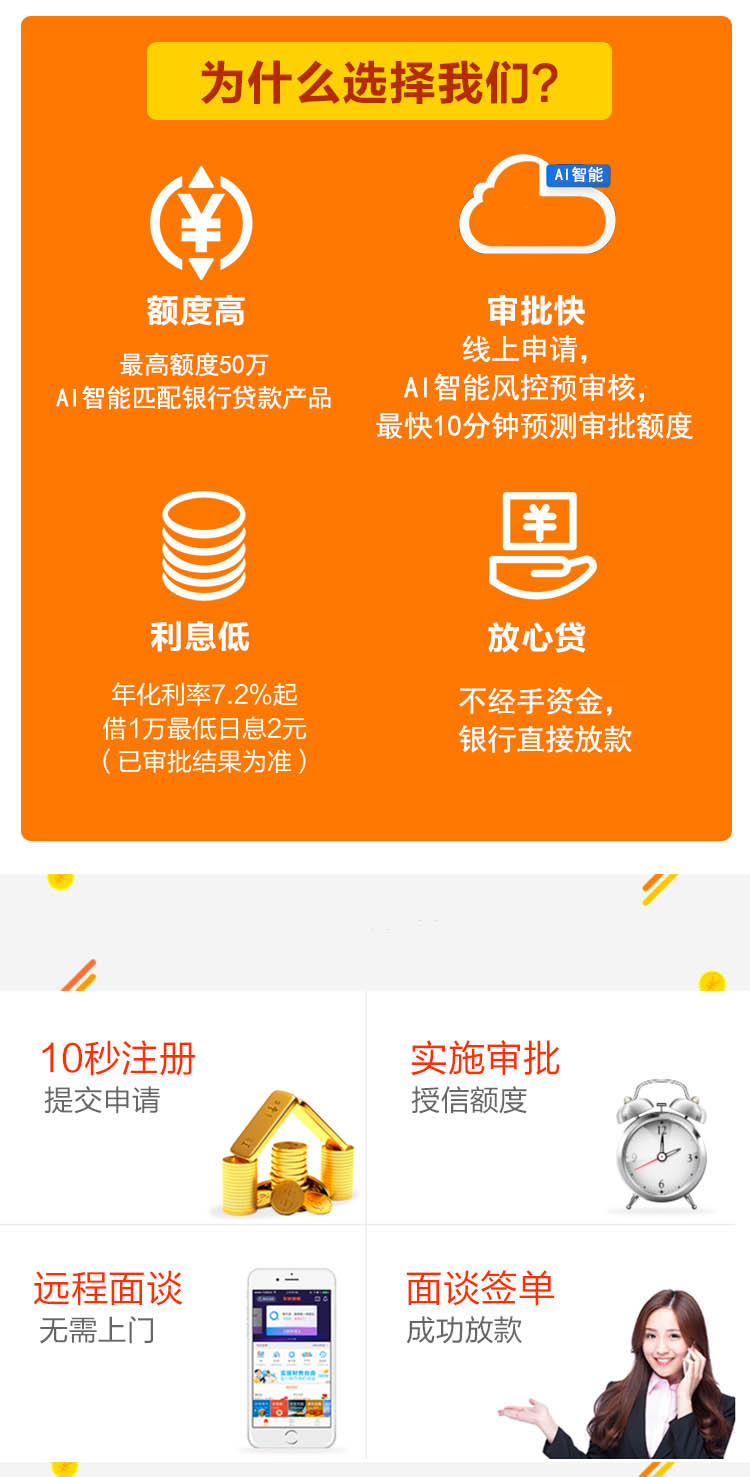 为什么选择我们?
AI智能
额度高
最高额度50万
AI智能匹配银行贷款产品
审批快
线上申请，
AI智能风控预审核，
最快10分钟预测审批额度
利息低
年化利率7.2%起
借1万最低日息2元
（已审批结果为准）
放心贷
不经手资金，
银行直接放款
10秒注册
提交申请
实施审批
授信额度
12
3
6
远程面谈
无需上门
面谈签单
成功放款